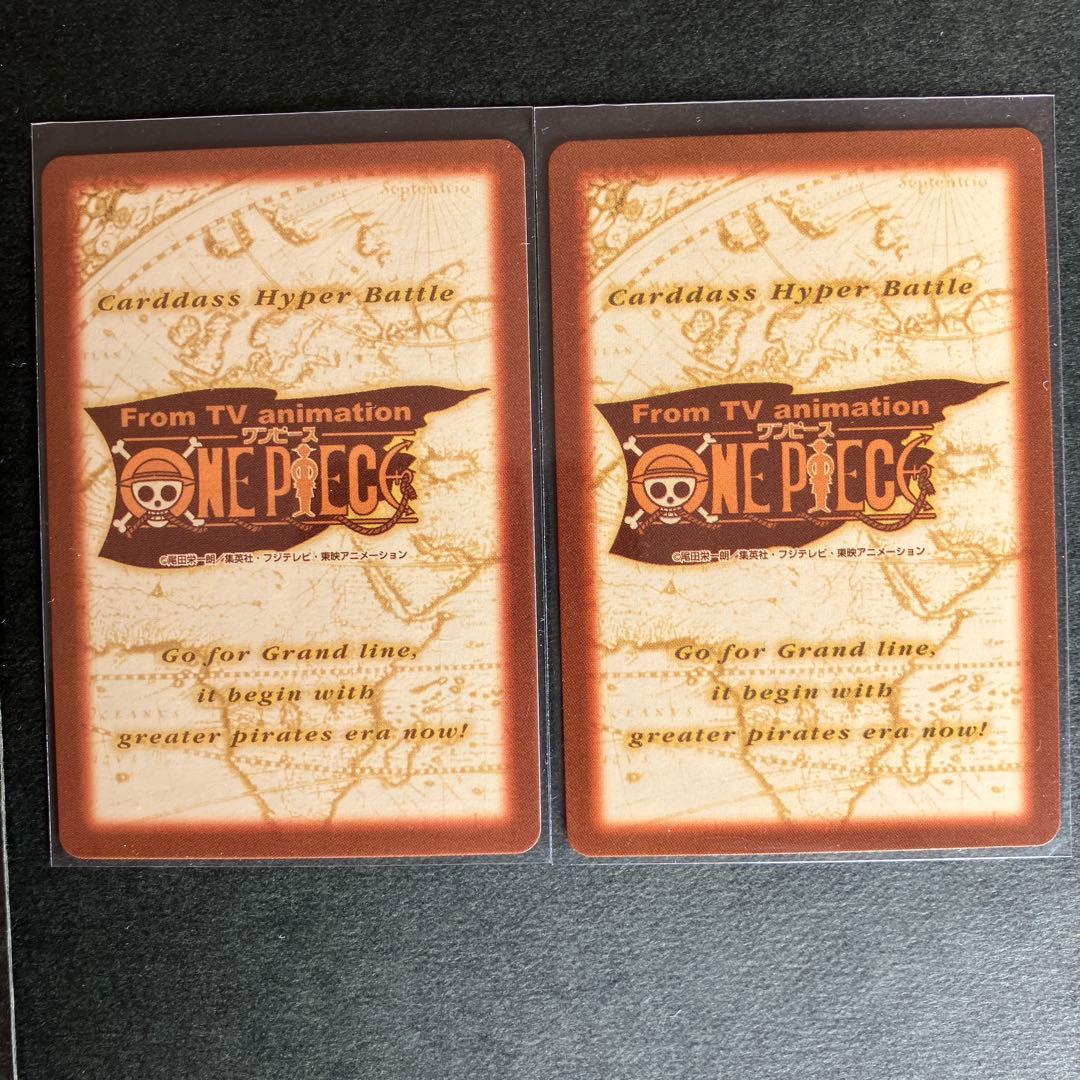 Septentrio
Carddass Hyper Battle
From TV animation
ワンピース
ONE PIECE
©尾田栄一郎/集英社・フジテレビ・東映アニメーション
Go for Grand line,
it begin with
greater pirates era now!
Septentrio
Carddass Hyper Battle
From TV animation
ワンピース
ONE PIECE
©尾田栄一郎/集英社・フジテレビ・東映アニメーション
Go for Grand line,
it begin with
greater pirates era now!